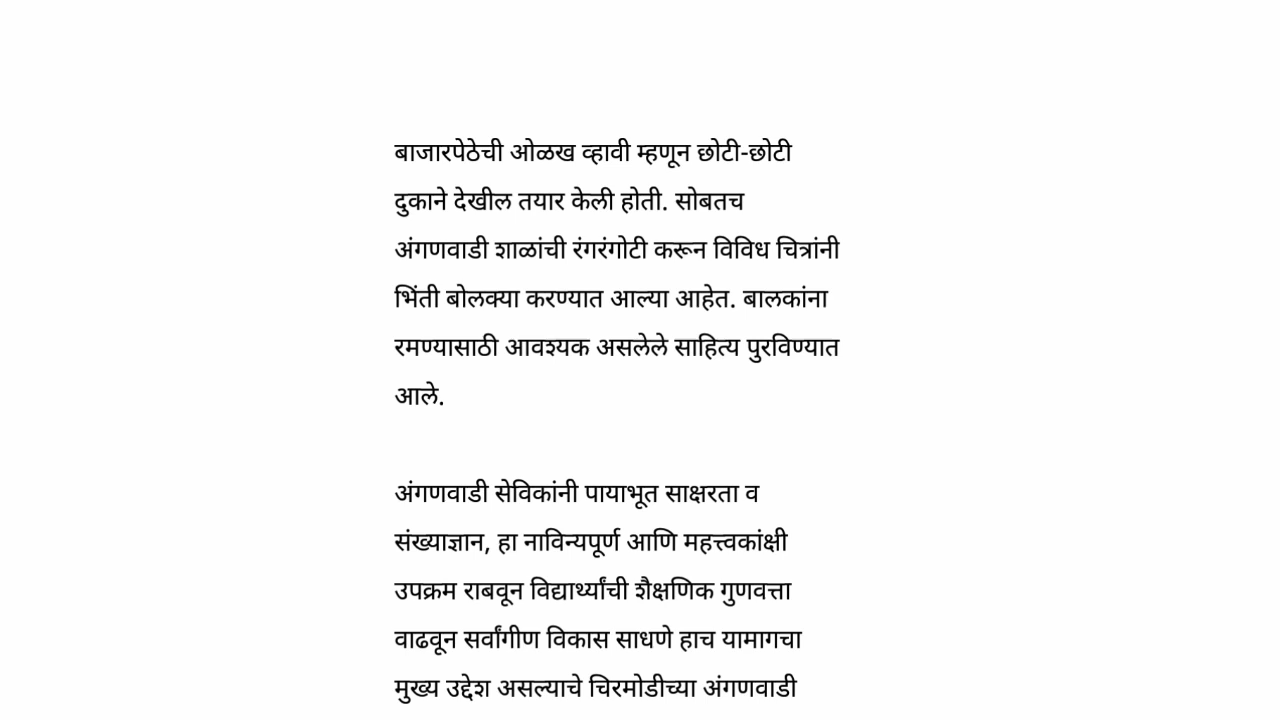 बाजारपेठेची ओळख व्हावी म्हणून छोटी-छोटी
दुकाने देखील तयार केली होती. सोबतच
अंगणवाडी शाळांची रंगरंगोटी करून विविध चित्रांनी
भिंती बोलक्या करण्यात आल्या आहेत. बालकांना
रमण्यासाठी आवश्यक असलेले साहित्य पुरविण्यात
आले.
अंगणवाडी सेविकांनी पायाभूत साक्षरता व
संख्याज्ञान, हा नाविन्यपूर्ण आणि महत्त्वकांक्षी
उपक्रम राबवून विद्यार्थ्यांची शैक्षणिक गुणवत्ता
वाढवून सर्वांगीण विकास साधणे हाच यामागचा
मुख्य उद्देश असल्याचे चिरमोडीच्या अंगणवाडी